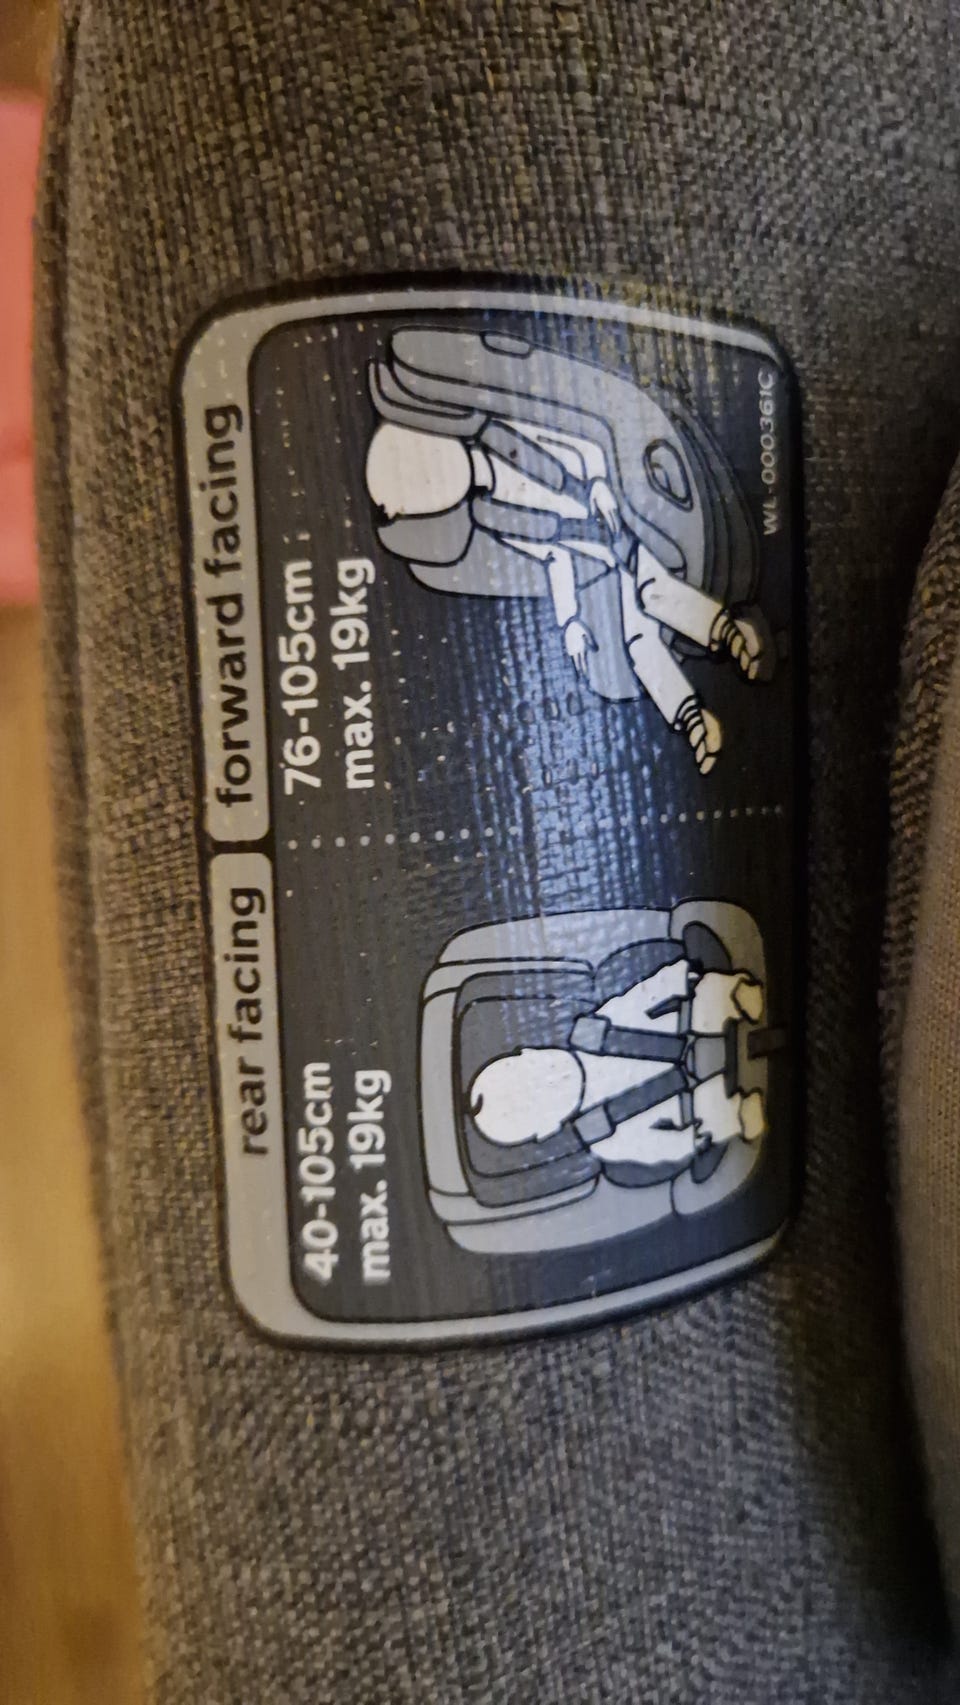 rear facing
40-105cm
max. 19kg
forward facing
76-105cm
max. 19kg
WL-000361C